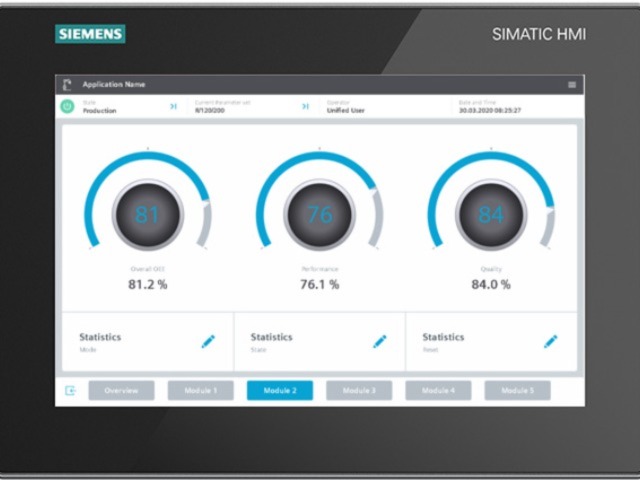 SIEMENS
SIMATIC HMI
Application Name
State
Production
Current Parameter set
R/120/200
Operator
Unified User
Date and Time
30.03.2020 08:25:27
81
76
84
Overall OEE
Performance
Quality
81.2 %
76.1 %
84.0 %
Statistics
Mode
Statistics
State
Statistics
Overview
Module 1
Module 2
Module 3
Module 4
Module 5